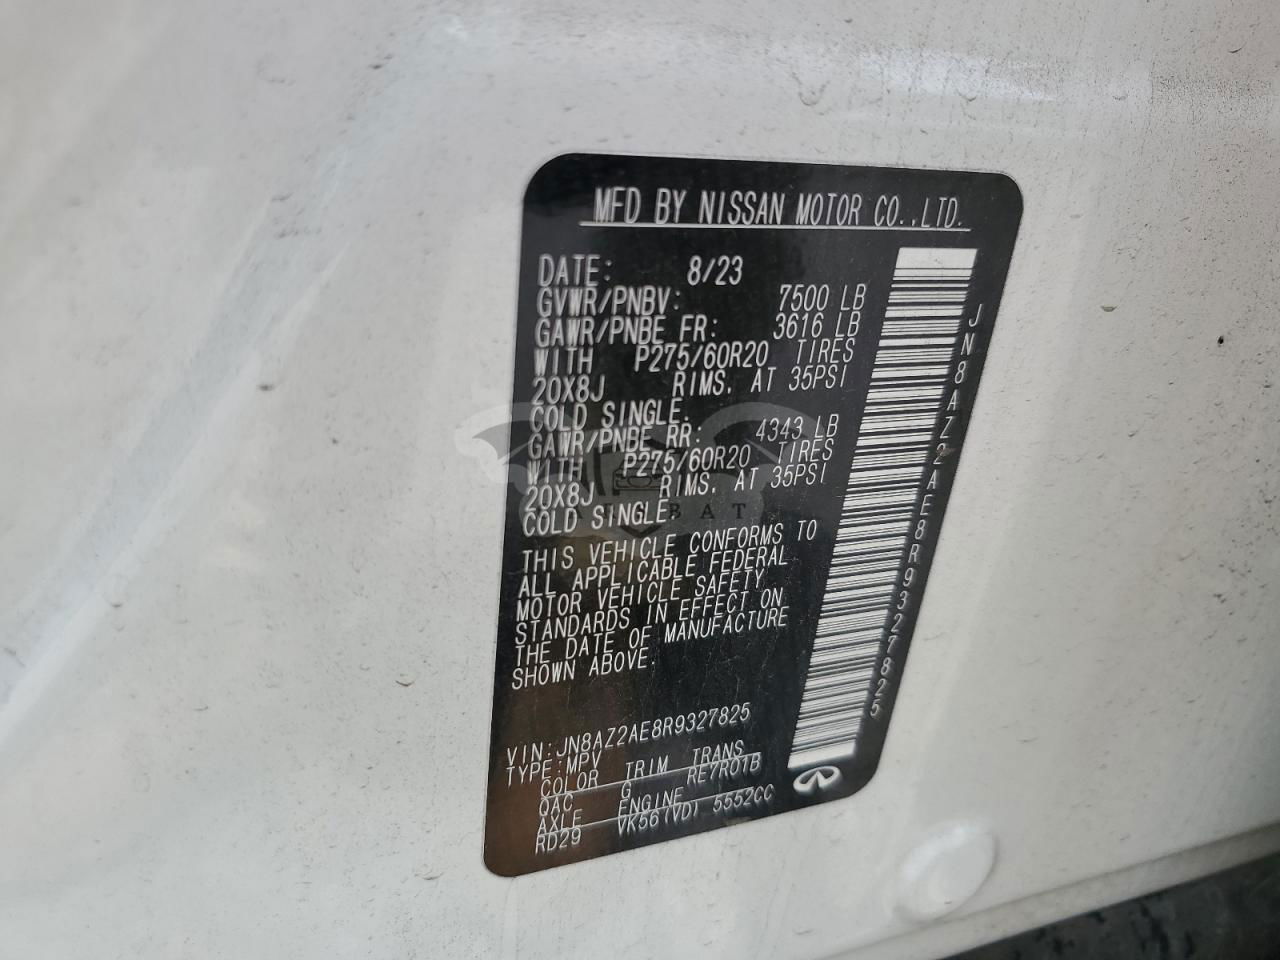 MFD BY NISSAN MOTOR CO.,LTD.
DATE: 8/23
GVWR/PNBV: 7500 LB
GAWR/PNBE FR: 3616 LB
WITH P275/60R20 TIRES
20X8J RIMS, AT 35PSI
COLD SINGLE.
GAWR/PNBE RR: 4343 LB
WITH P275/60R20 TIRES
20X8J RIMS, AT 35PSI
COLD SINGLE.
THIS VEHICLE CONFORMS TO
ALL APPLICABLE FEDERAL
MOTOR VEHICLE SAFETY
STANDARDS IN EFFECT ON
THE DATE OF MANUFACTURE
SHOWN ABOVE.
VIN:JN8AZ2AE8R9327825
TYPE:MPV
COLOR TRIM TRANS
QAC G RE7R01B
AXLE ENGINE
RD29 VK56(VD) 5552CC
JN8AZ2AE8R9327825